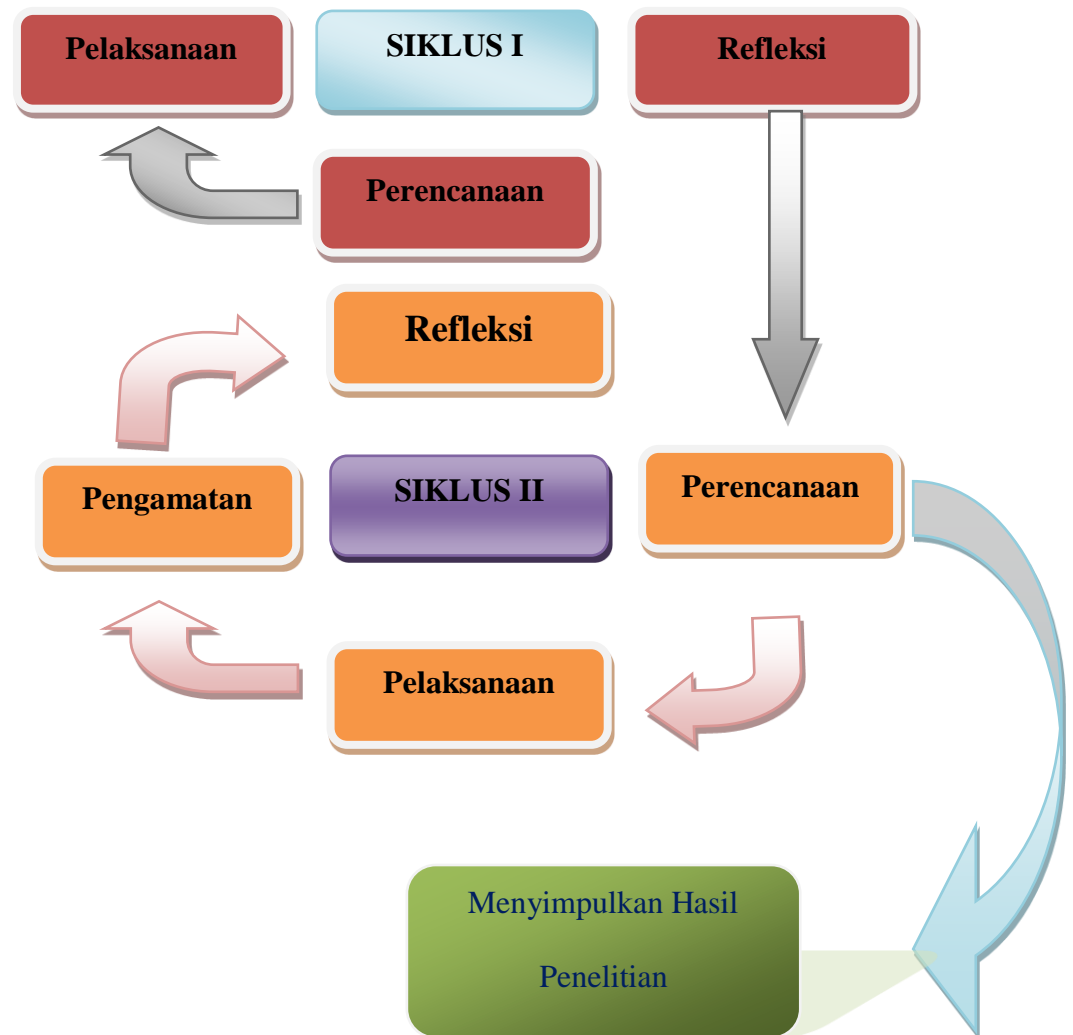 Pelaksanaan
SIKLUS I
Refleksi
Perencanaan
Refleksi
Pengamatan
SIKLUS II
Perencanaan
Pelaksanaan
Menyimpulkan Hasil
Penelitian